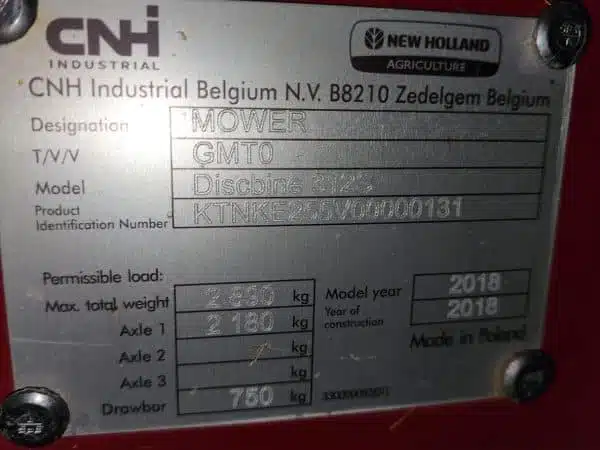 CNH
INDUSTRIAL
NEW HOLLAND
AGRICULTURE
CNH Industrial Belgium N.V. B8210 Zedelgem Belgium
Designation MOWER
T/V/V GMT0
Model Discbine
Product Identification Number
Permissible load:
Max. total weight kg
Axle 1 2 180 kg
Axle 2 kg
Axle 3 kg
Drawbar 750 kg
Model year 2018
Year of construction 2018
Made in Poland